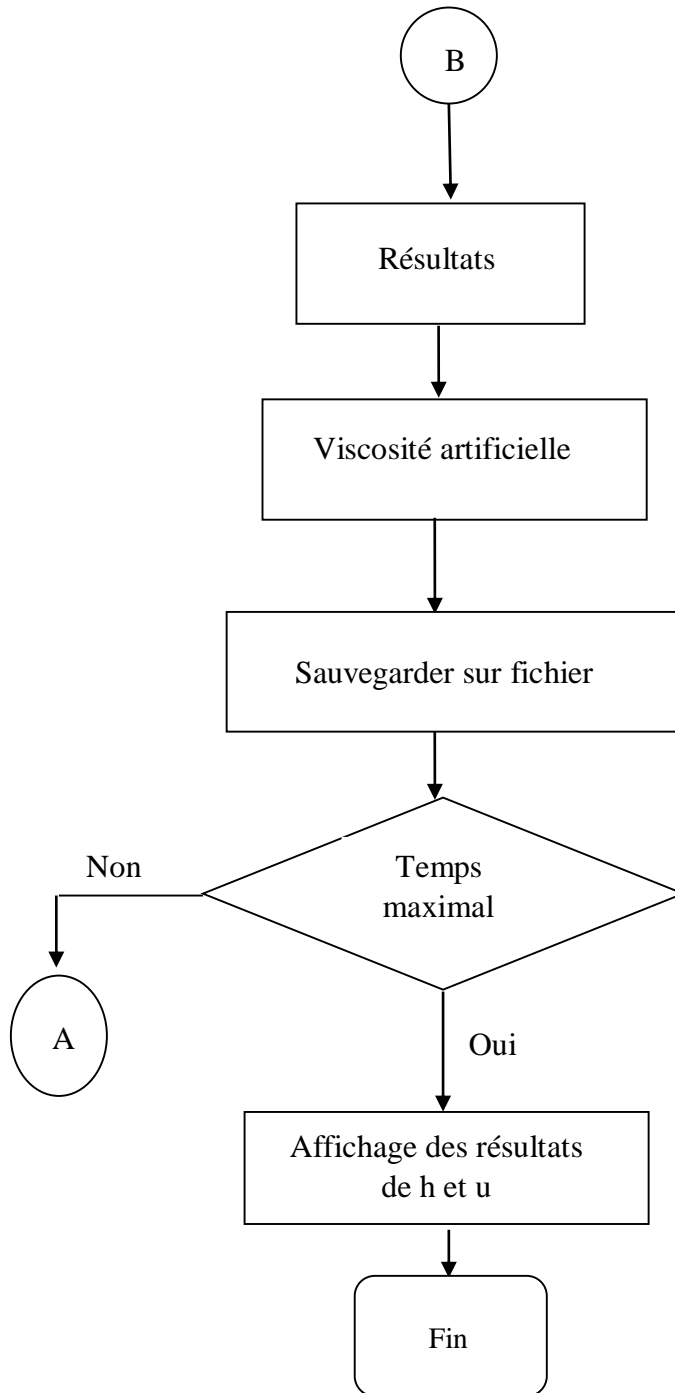 B
Résultats
Viscosité artificielle
Sauvegarder sur fichier
Non
Temps
maximal
A
Oui
Affichage des résultats
de h et u
Fin